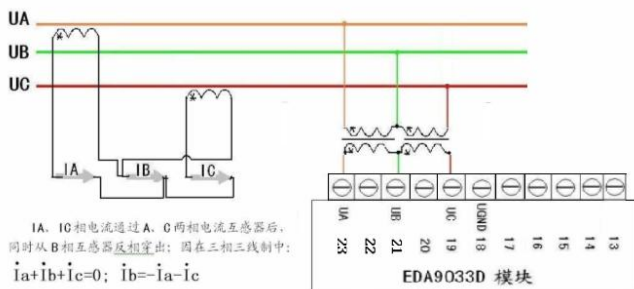 UA
UB
UC
IA
IB
IC
IA、IC相电流通过A、C两相电流互感器后,
同时从B相互感器反相穿出;因在三相三线制中:
İa+İb+İc=0; İb=-İa-İc
UA
UB
UC
UGND
23
22
21
20
19
18
17
16
15
14
13
EDA9033D 模块